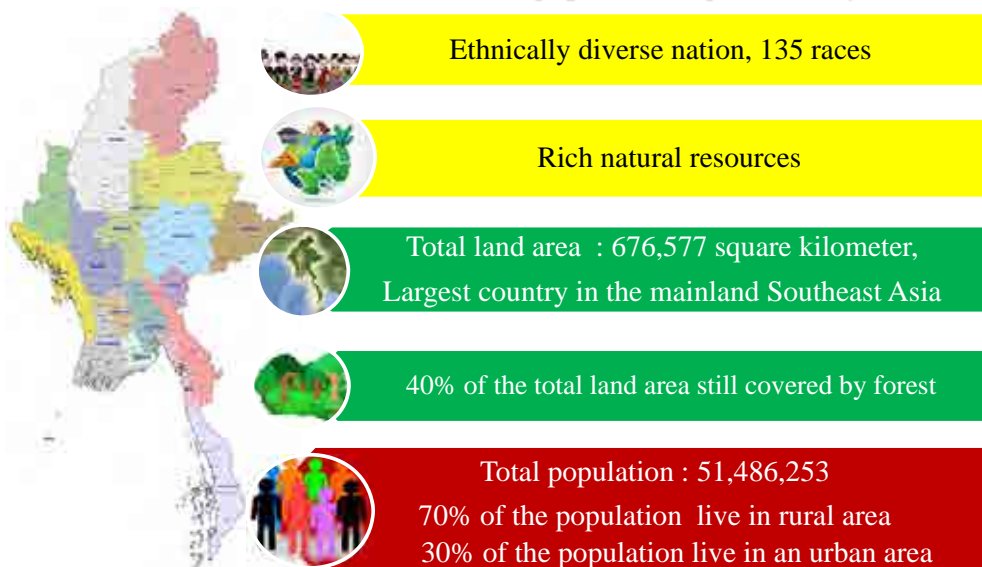 Ethnically diverse nation, 135 races
Rich natural resources
Total land area : 676,577 square kilometer,
Largest country in the mainland Southeast Asia
40% of the total land area still covered by forest
Total population : 51,486,253
70% of the population live in rural area
30% of the population live in an urban area